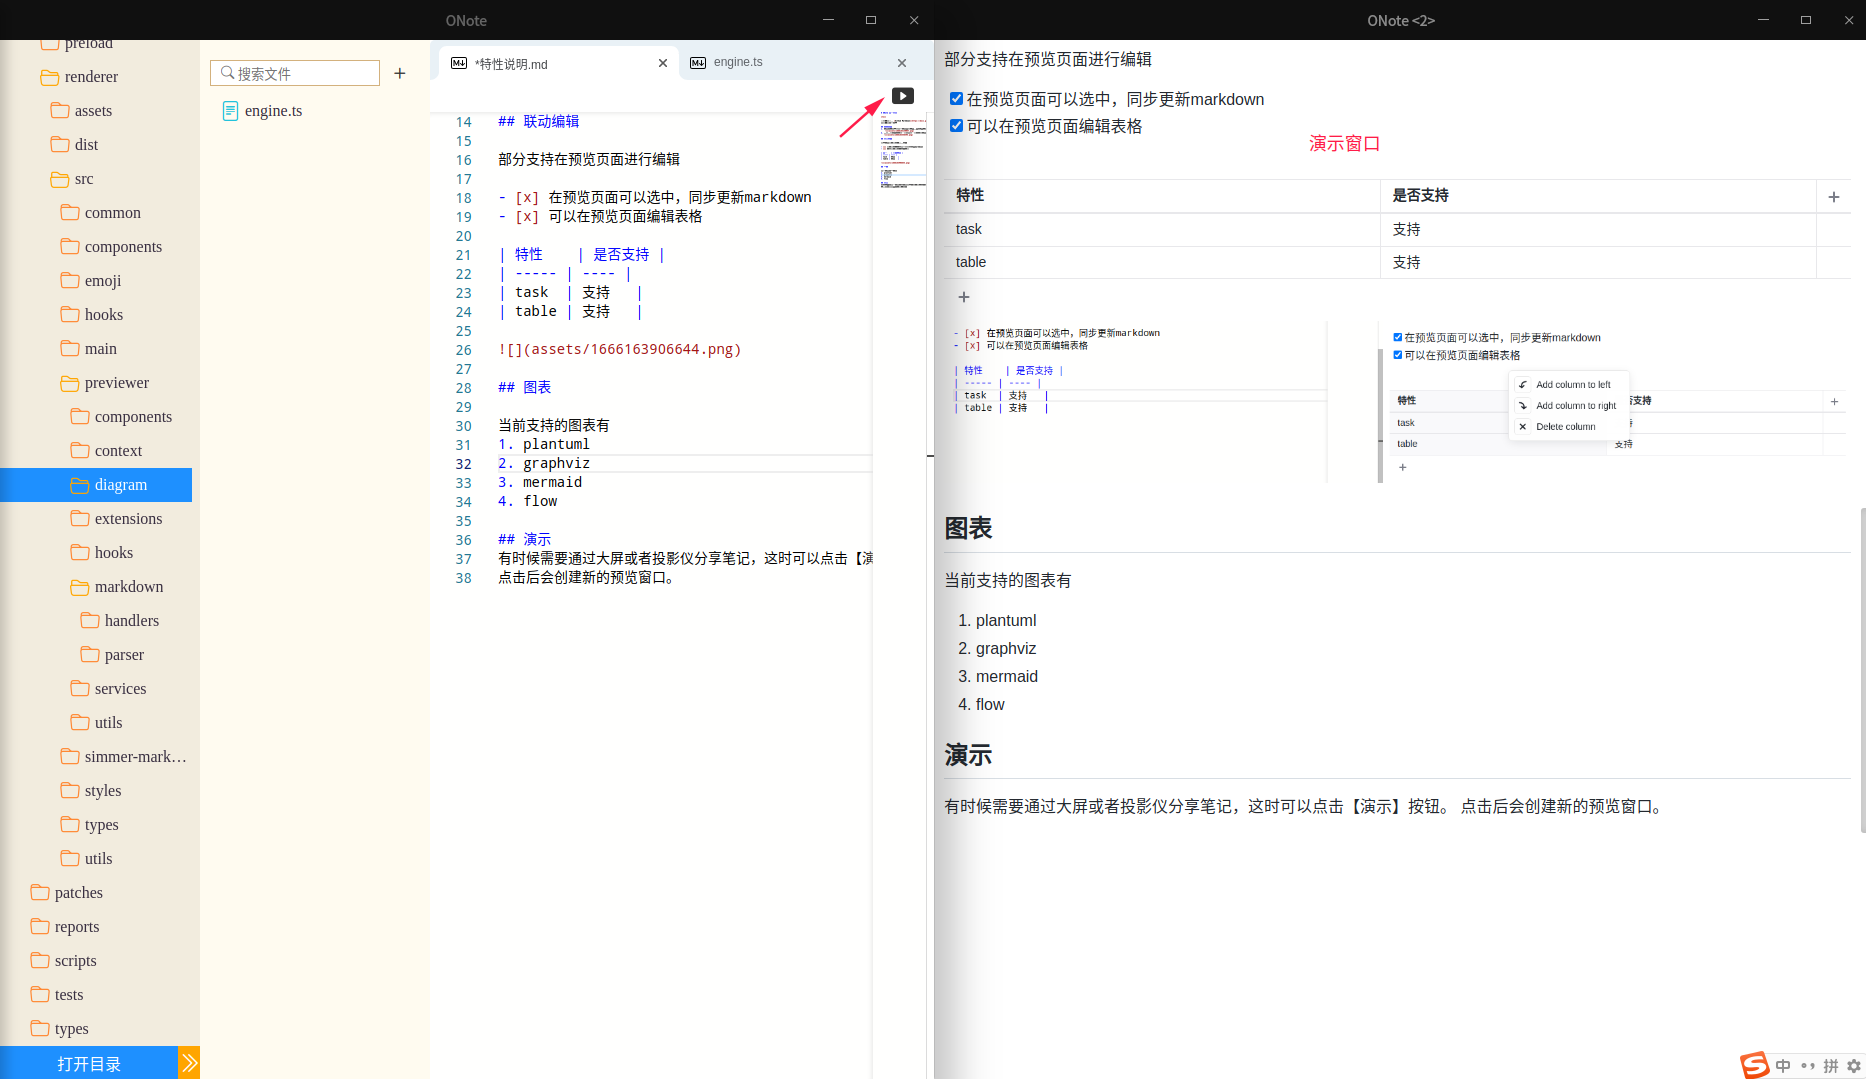 ONote
ONote <2>
preload
renderer
assets
dist
src
common
components
emoji
hooks
main
previewer
components
context
diagram
extensions
hooks
markdown
handlers
parser
services
utils
simmer-mark…
styles
types
utils
patches
reports
scripts
tests
types
打开目录
搜索文件
engine.ts
*特性说明.md
engine.ts
14 ## 联动编辑
15
16 部分支持在预览页面进行编辑
17
18 - [x] 在预览页面可以选中，同步更新markdown
19 - [x] 可以在预览页面编辑表格
20
21 | 特性 | 是否支持 |
22 | ----- | ---- |
23 | task | 支持 |
24 | table | 支持 |
25
26 ![](assets/1666163906644.png)
27
28 ## 图表
29
30 当前支持的图表有
31 1. plantuml
32 2. graphviz
33 3. mermaid
34 4. flow
35
36 ## 演示
37 有时候需要通过大屏或者投影仪分享笔记，这时可以点击【演
38 点击后会创建新的预览窗口。
部分支持在预览页面进行编辑
在预览页面可以选中，同步更新markdown
可以在预览页面编辑表格
演示窗口
特性 是否支持
task 支持
table 支持
- [x] 在预览页面可以选中，同步更新markdown
- [x] 可以在预览页面编辑表格
| 特性 | 是否支持 |
| ----- | ---- |
| task | 支持 |
| table | 支持 |
在预览页面可以选中，同步更新markdown
可以在预览页面编辑表格
Add column to left
Add column to right
Delete column
特性 否支持
task
table 支持
图表
当前支持的图表有
1. plantuml
2. graphviz
3. mermaid
4. flow
演示
有时候需要通过大屏或者投影仪分享笔记，这时可以点击【演示】按钮。 点击后会创建新的预览窗口。
中 拼